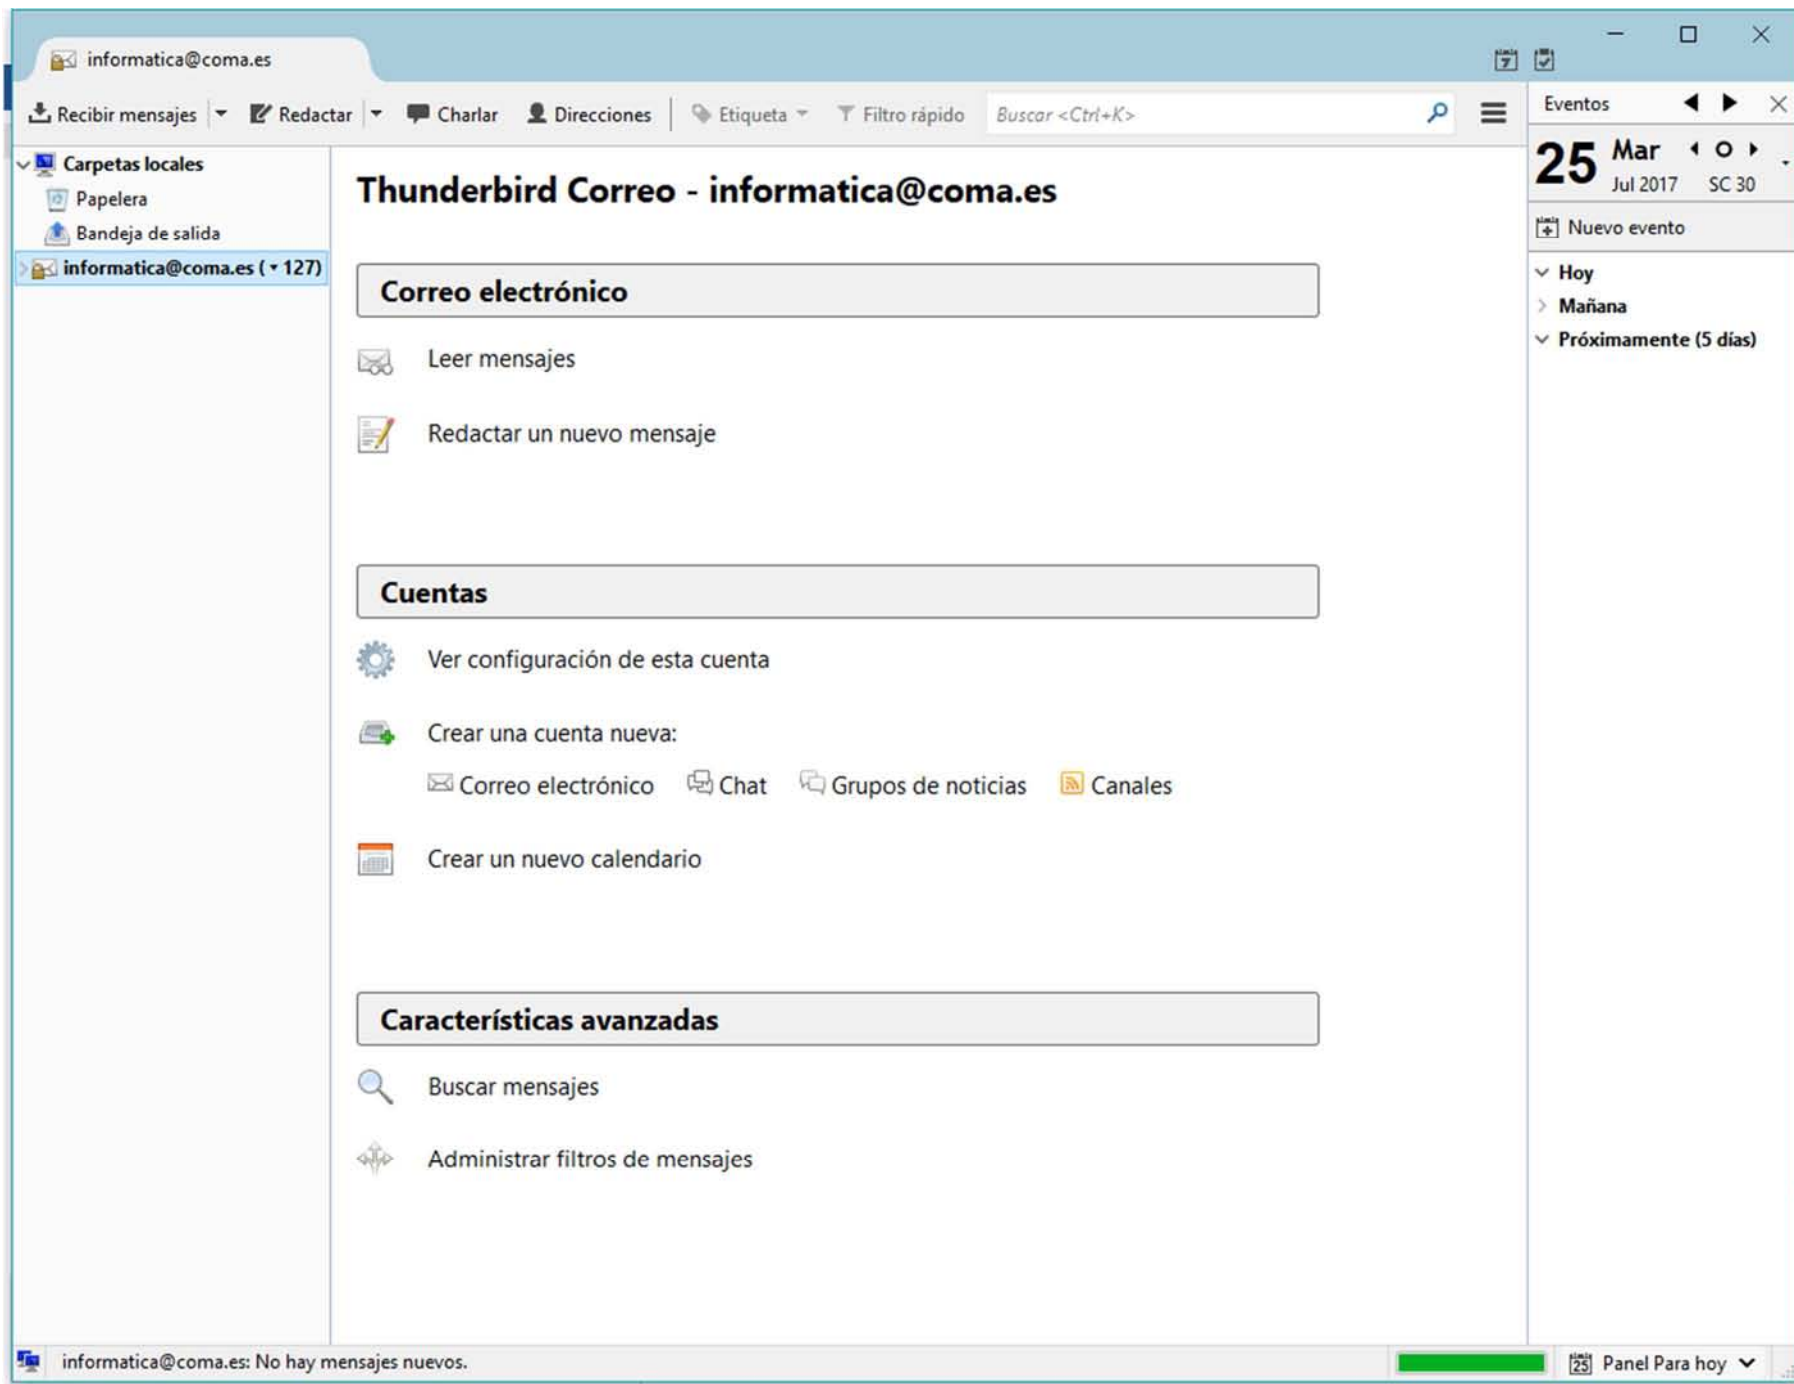 informatica@coma.es
7
Recibir mensajes Redactar Charlar Direcciones Etiqueta Filtro rápido Buscar <Ctrl+K>
Eventos
25 Mar
Jul 2017 SC 30
Nuevo evento
Hoy
Mañana
Próximamente (5 días)
Carpetas locales
Papelera
Bandeja de salida
informatica@coma.es ( 127)
Thunderbird Correo - informatica@coma.es
Correo electrónico
Leer mensajes
Redactar un nuevo mensaje
Cuentas
Ver configuración de esta cuenta
Crear una cuenta nueva:
Correo electrónico Chat Grupos de noticias Canales
Crear un nuevo calendario
Características avanzadas
Buscar mensajes
Administrar filtros de mensajes
informatica@coma.es: No hay mensajes nuevos.
25 Panel Para hoy